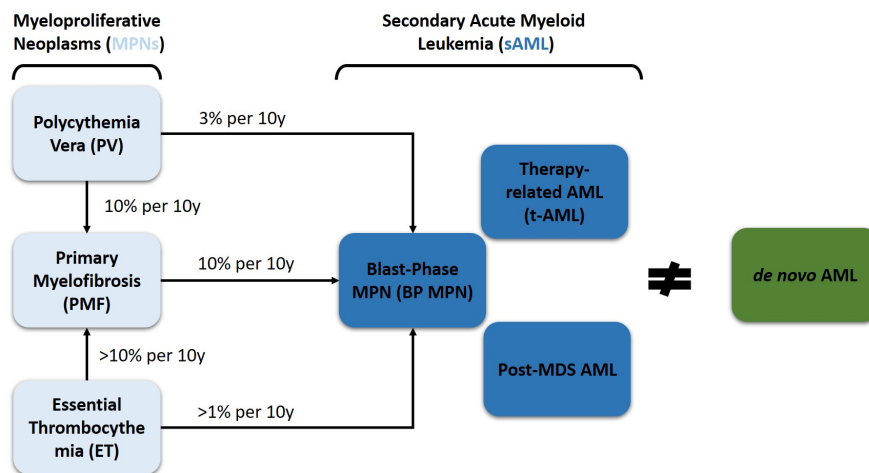 Myeloproliferative
Neoplasms (MPNs)
Secondary Acute Myeloid
Leukemia (sAML)
Polycythemia
Vera (PV)
3% per 10y
Therapy-
related AML
(t-AML)
10% per 10y
Primary
Myelofibrosis
(PMF)
10% per 10y
Blast-Phase
MPN (BP MPN)
≠
de novo AML
>10% per 10y
Post-MDS AML
Essential
Thrombocythe
mia (ET)
>1% per 10y